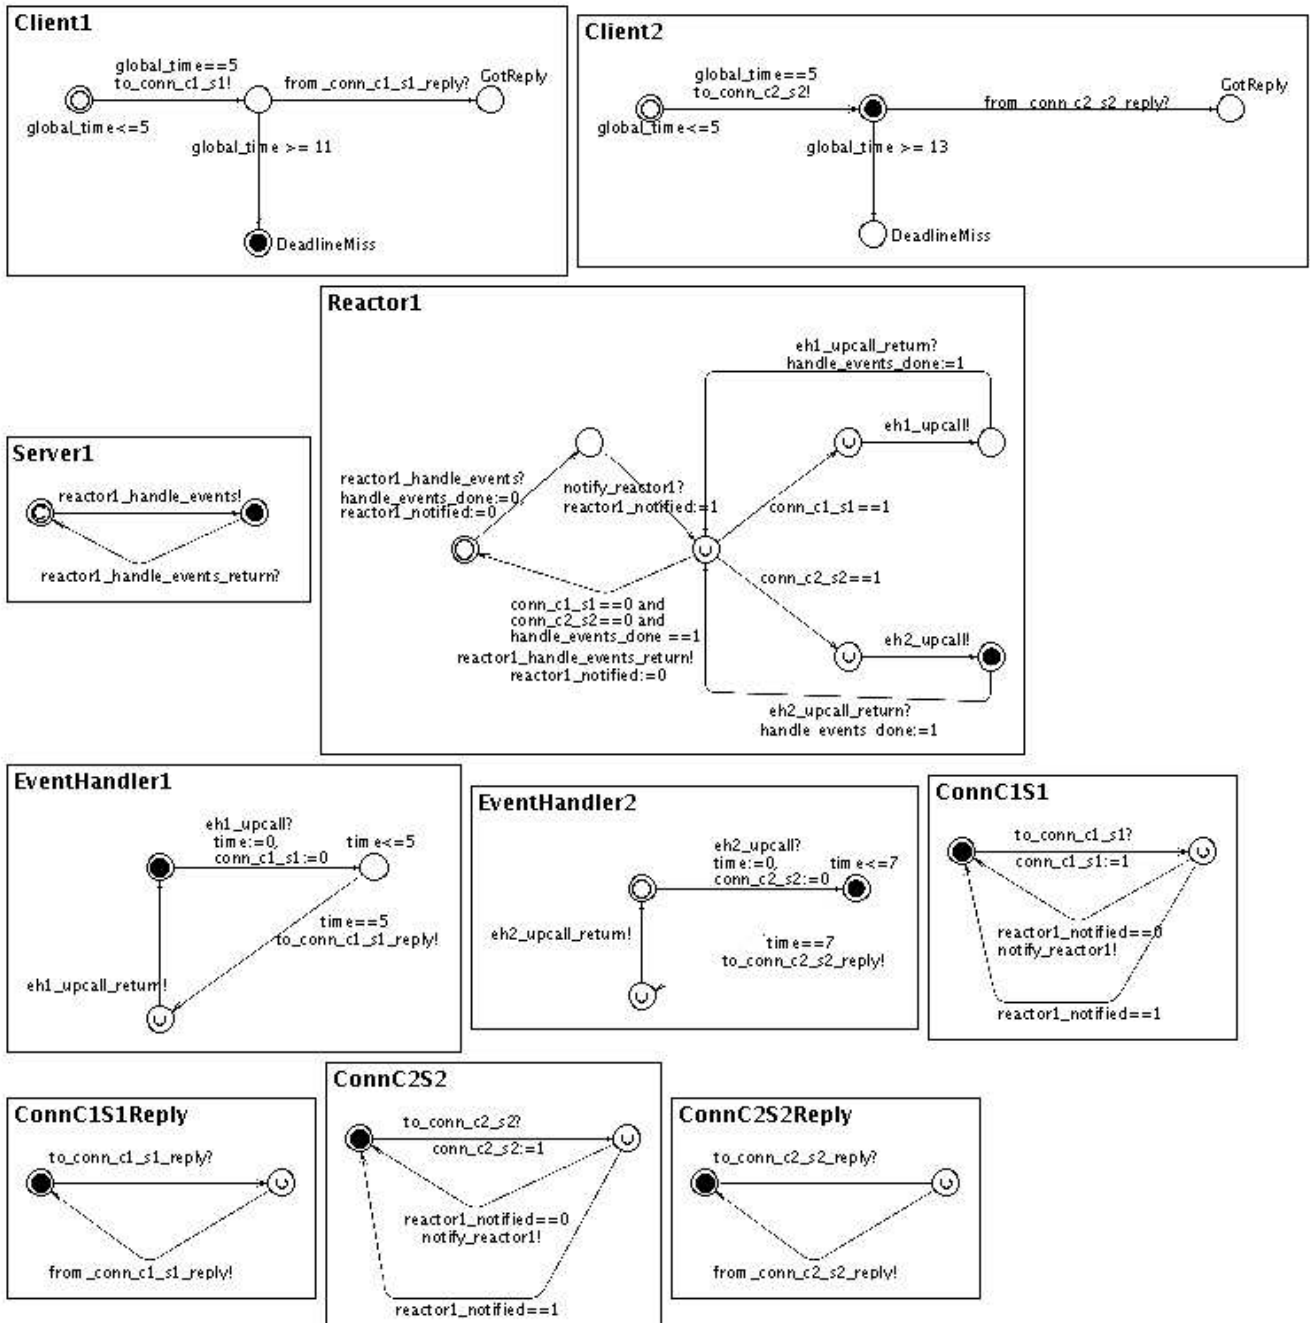 Client1
global_time==5
to_conn_c1_s1!
from_conn_c1_s1_reply?
GotReply
global_time<=5
global_time >= 11
DeadlineMiss
Client2
global_time==5
to_conn_c2_s2!
from_conn_c2_s2_reply?
GotReply
global_time<=5
global_time >= 13
DeadlineMiss
Reactor1
eh1_upcall_return?
handle_events_done:=1
eh1_upcall!
reactor1_handle_events?
handle_events_done:=0,
reactor1_notified:=0
notify_reactor1?
reactor1_notified:=1
conn_c1_s1==1
conn_c2_s2==1
conn_c1_s1==0 and
conn_c2_s2==0 and
handle_events_done ==1
reactor1_handle_events_return!
reactor1_notified:=0
eh2_upcall!
eh2_upcall_return?
handle_events_done:=1
Server1
reactor1_handle_events!
reactor1_handle_events_return?
EventHandler1
eh1_upcall?
time:=0,
conn_c1_s1:=0
time<=5
time==5
to_conn_c1_s1_reply!
eh1_upcall_return!
EventHandler2
eh2_upcall?
time:=0,
conn_c2_s2:=0
time<=7
eh2_upcall_return!
time==7
to_conn_c2_s2_reply!
ConnC1S1
to_conn_c1_s1?
conn_c1_s1:=1
reactor1_notified==0
notify_reactor1!
reactor1_notified==1
ConnC1S1Reply
to_conn_c1_s1_reply?
from_conn_c1_s1_reply!
ConnC2S2
to_conn_c2_s2?
conn_c2_s2:=1
reactor1_notified==0
notify_reactor1!
reactor1_notified==1
ConnC2S2Reply
to_conn_c2_s2_reply?
from_conn_c2_s2_reply!